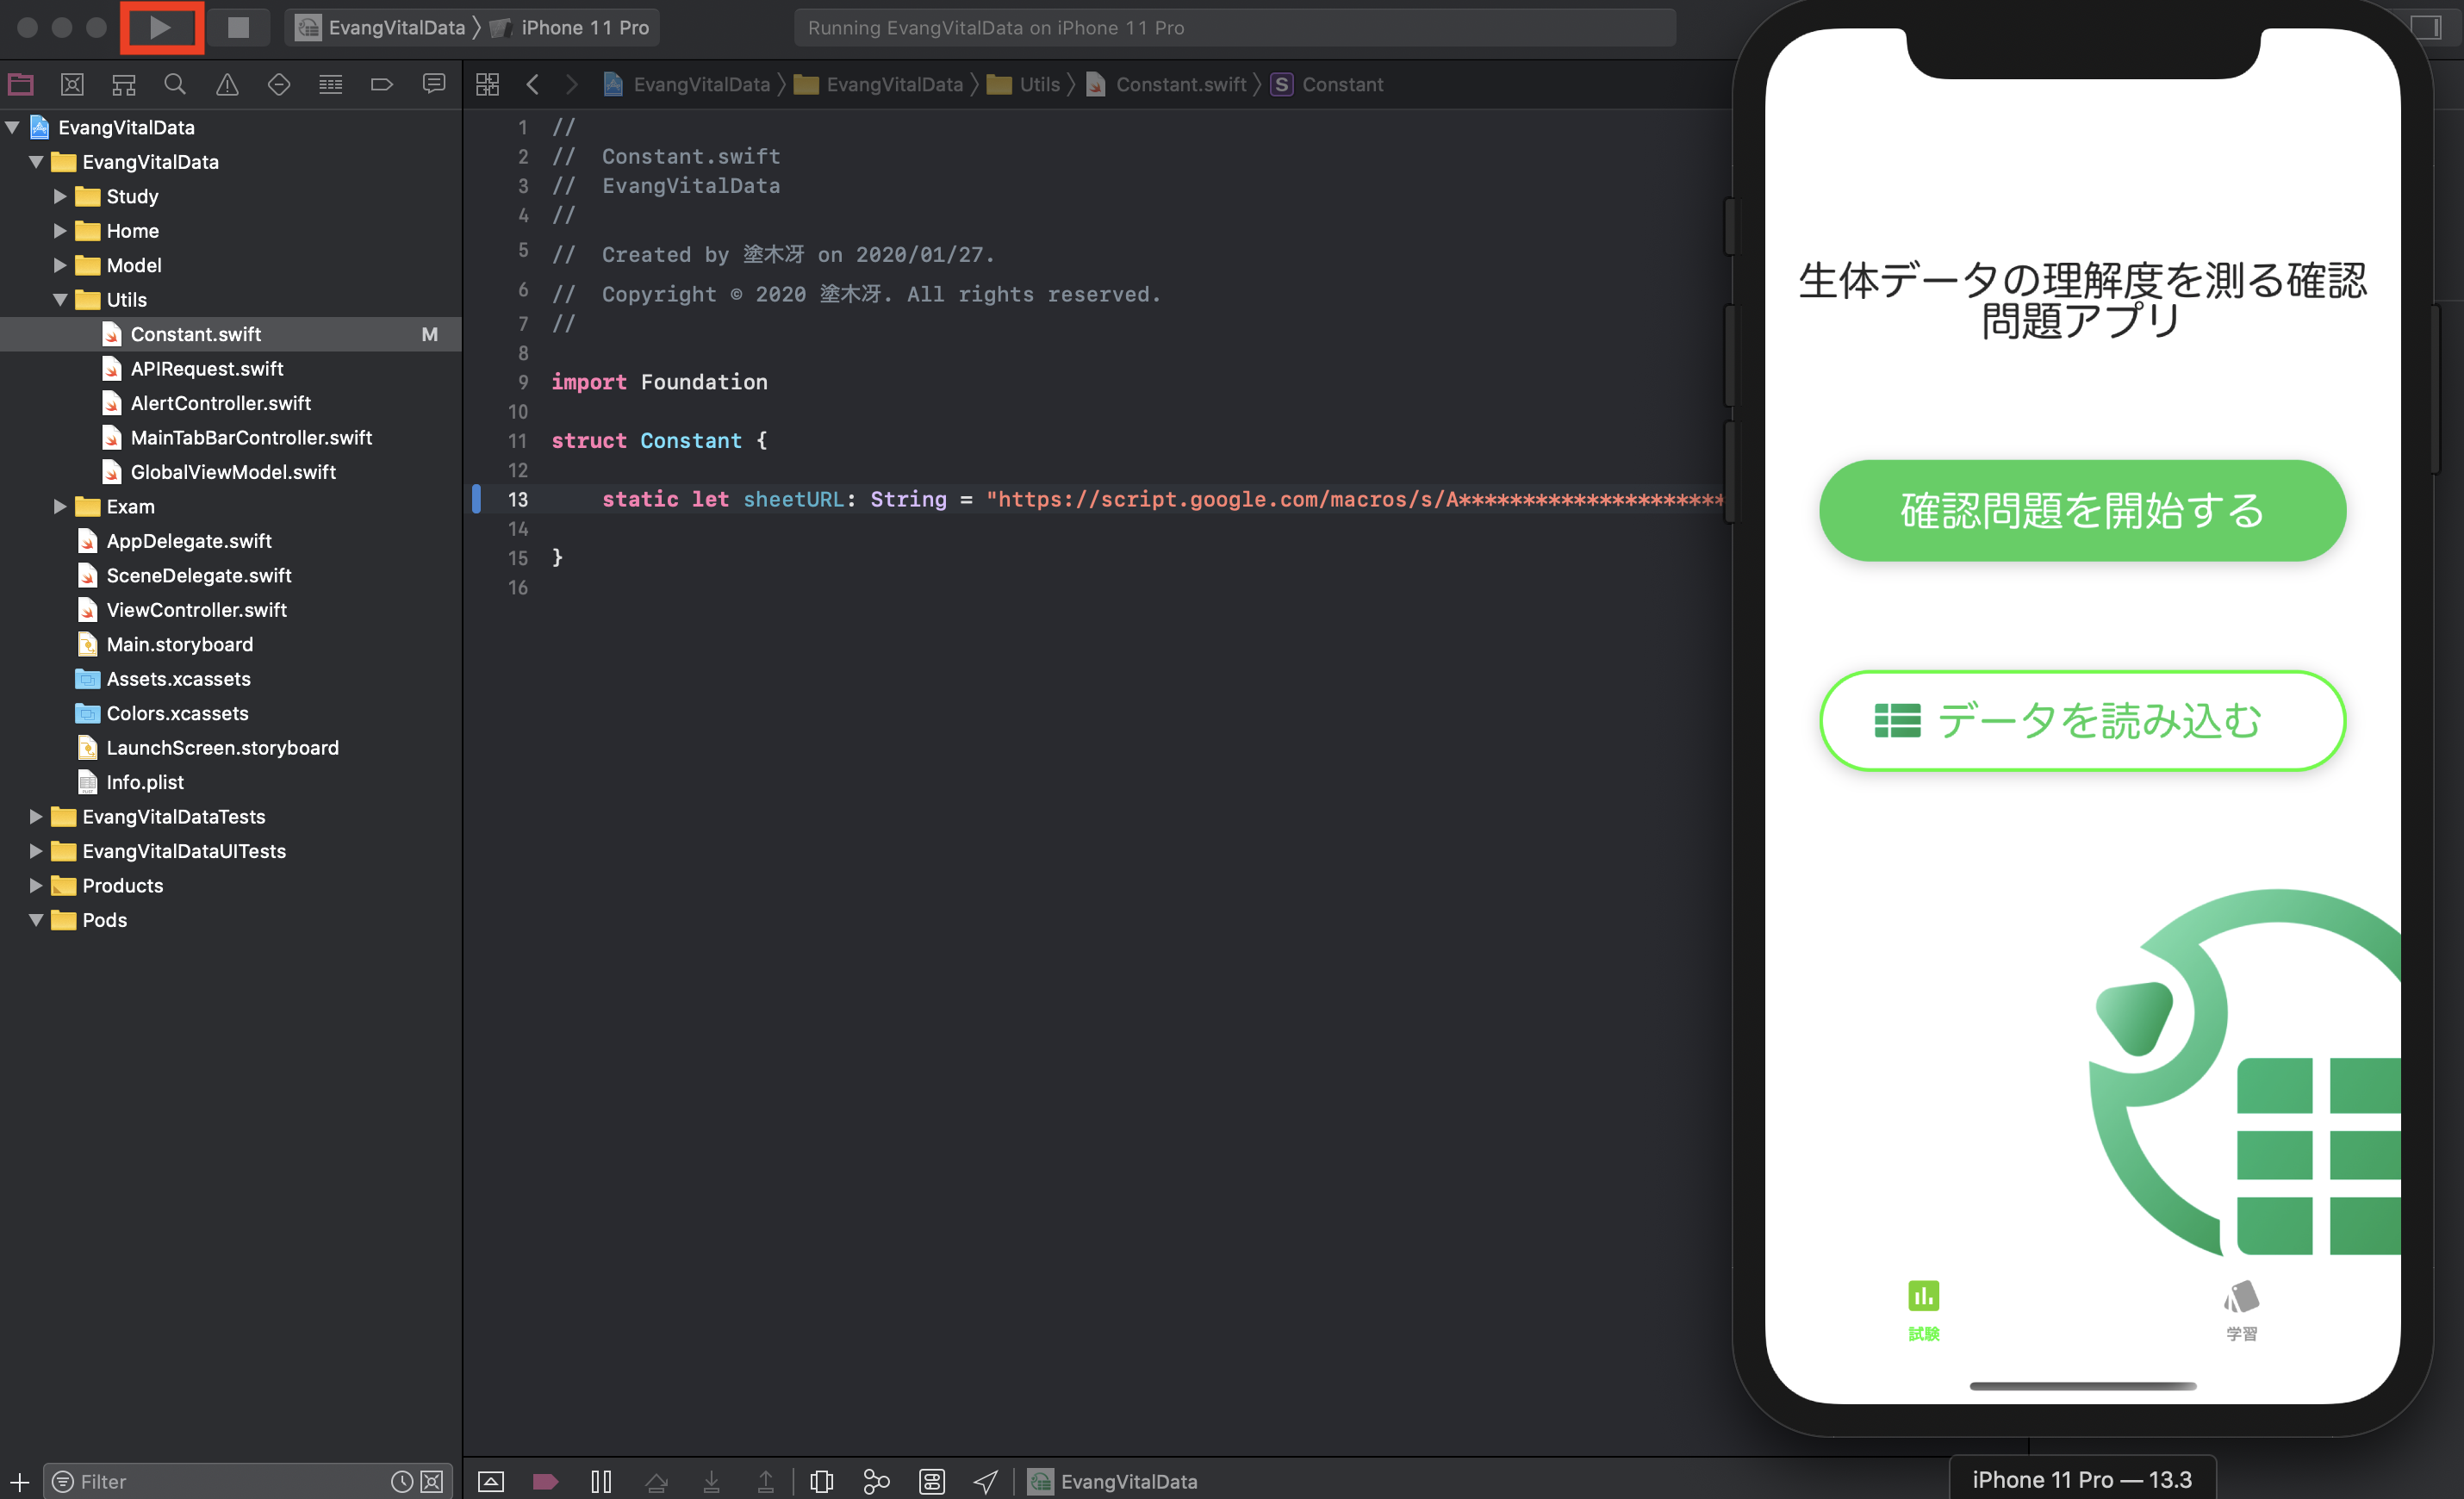 EvangVitalData 〉 iPhone 11 Pro
Running EvangVitalData on iPhone 11 Pro
EvangVitalData 〉 EvangVitalData 〉 Utils 〉 Constant.swift 〉 S Constant
EvangVitalData
EvangVitalData
Study
Home
Model
Utils
Constant.swift M
APIRequest.swift
AlertController.swift
MainTabBarController.swift
GlobalViewModel.swift
Exam
AppDelegate.swift
SceneDelegate.swift
ViewController.swift
Main.storyboard
Assets.xcassets
Colors.xcassets
LaunchScreen.storyboard
Info.plist
EvangVitalDataTests
EvangVitalDataUITests
Products
Pods
Filter
1 //
2 //  Constant.swift
3 //  EvangVitalData
4 //
5 //  Created by 塗木冴 on 2020/01/27.
6 //  Copyright © 2020 塗木冴. All rights reserved.
7 //
8
9 import Foundation
10
11 struct Constant {
12
13     static let sheetURL: String = "https://script.google.com/macros/s/A*********************
14
15 }
16
EvangVitalData
生体データの理解度を測る確認
問題アプリ
確認問題を開始する
データを読み込む
試験
学習
iPhone 11 Pro — 13.3